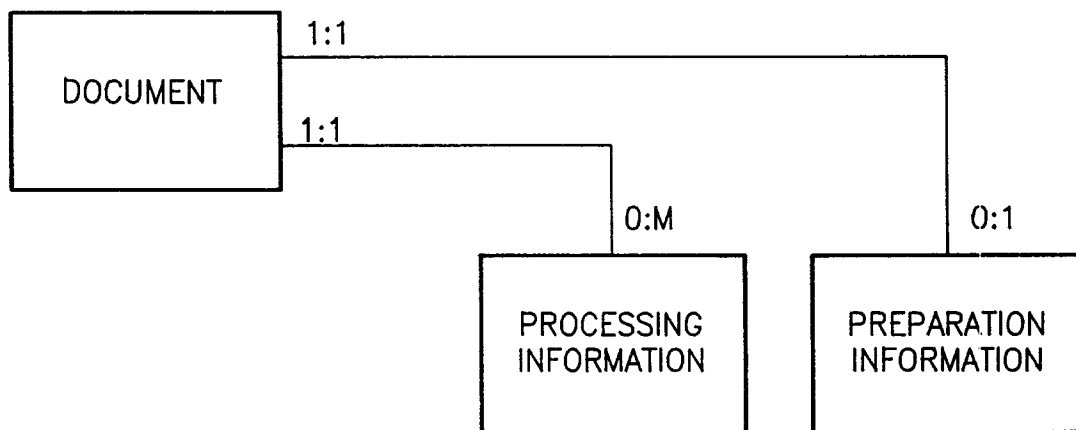 1:1
DOCUMENT
1:1
0:M
0:1
PROCESSING
INFORMATION
PREPARATION
INFORMATION